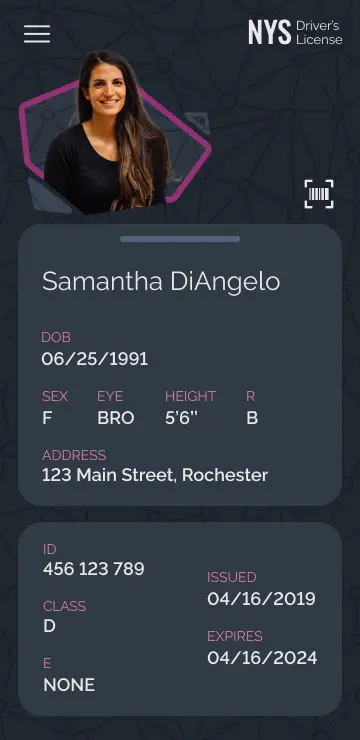 NYS Driver's
License
Samantha DiAngelo
DOB
06/25/1991
SEX EYE HEIGHT R
F BRO 5'6'' B
ADDRESS
123 Main Street, Rochester
ID
456 123 789
CLASS
D
E
NONE
ISSUED
04/16/2019
EXPIRES
04/16/2024